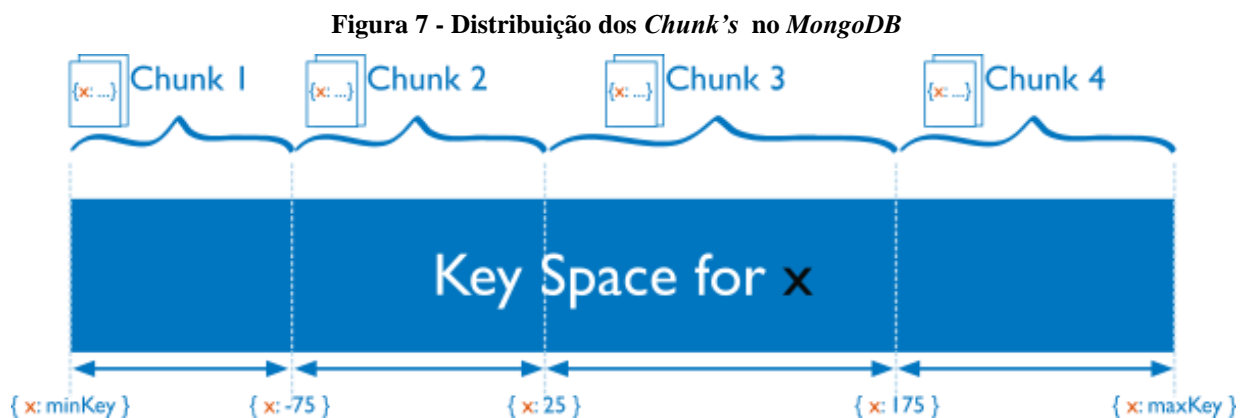 Figura 7 - Distribuição dos Chunk's no MongoDB
{x: ...} Chunk 1 {x: ...} Chunk 2 {x: ...} Chunk 3 {x: ...} Chunk 4
Key Space for x
{ x: minKey } { x: -75 } { x: 25 } { x: 175 } { x: maxKey }